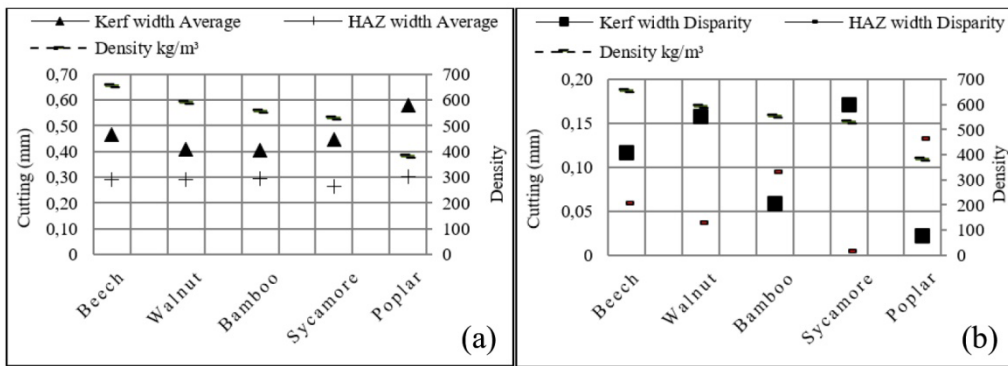 Kerf width Average HAZ width Average
Density kg/m³
0,70 700
0,60 600
0,50 500
0,40 400
0,30 300
0,20 200
0,10 100
0 0
Cutting (mm)
Density
Beech Walnut Bamboo Sycamore Poplar
(a)
Kerf width Disparity HAZ width Disparity
Density kg/m³
0,20 700
600
0,15 500
400
0,10 300
0,05 200
100
0 0
Cutting (mm)
Density
Beech Walnut Bamboo Sycamore Poplar
(b)